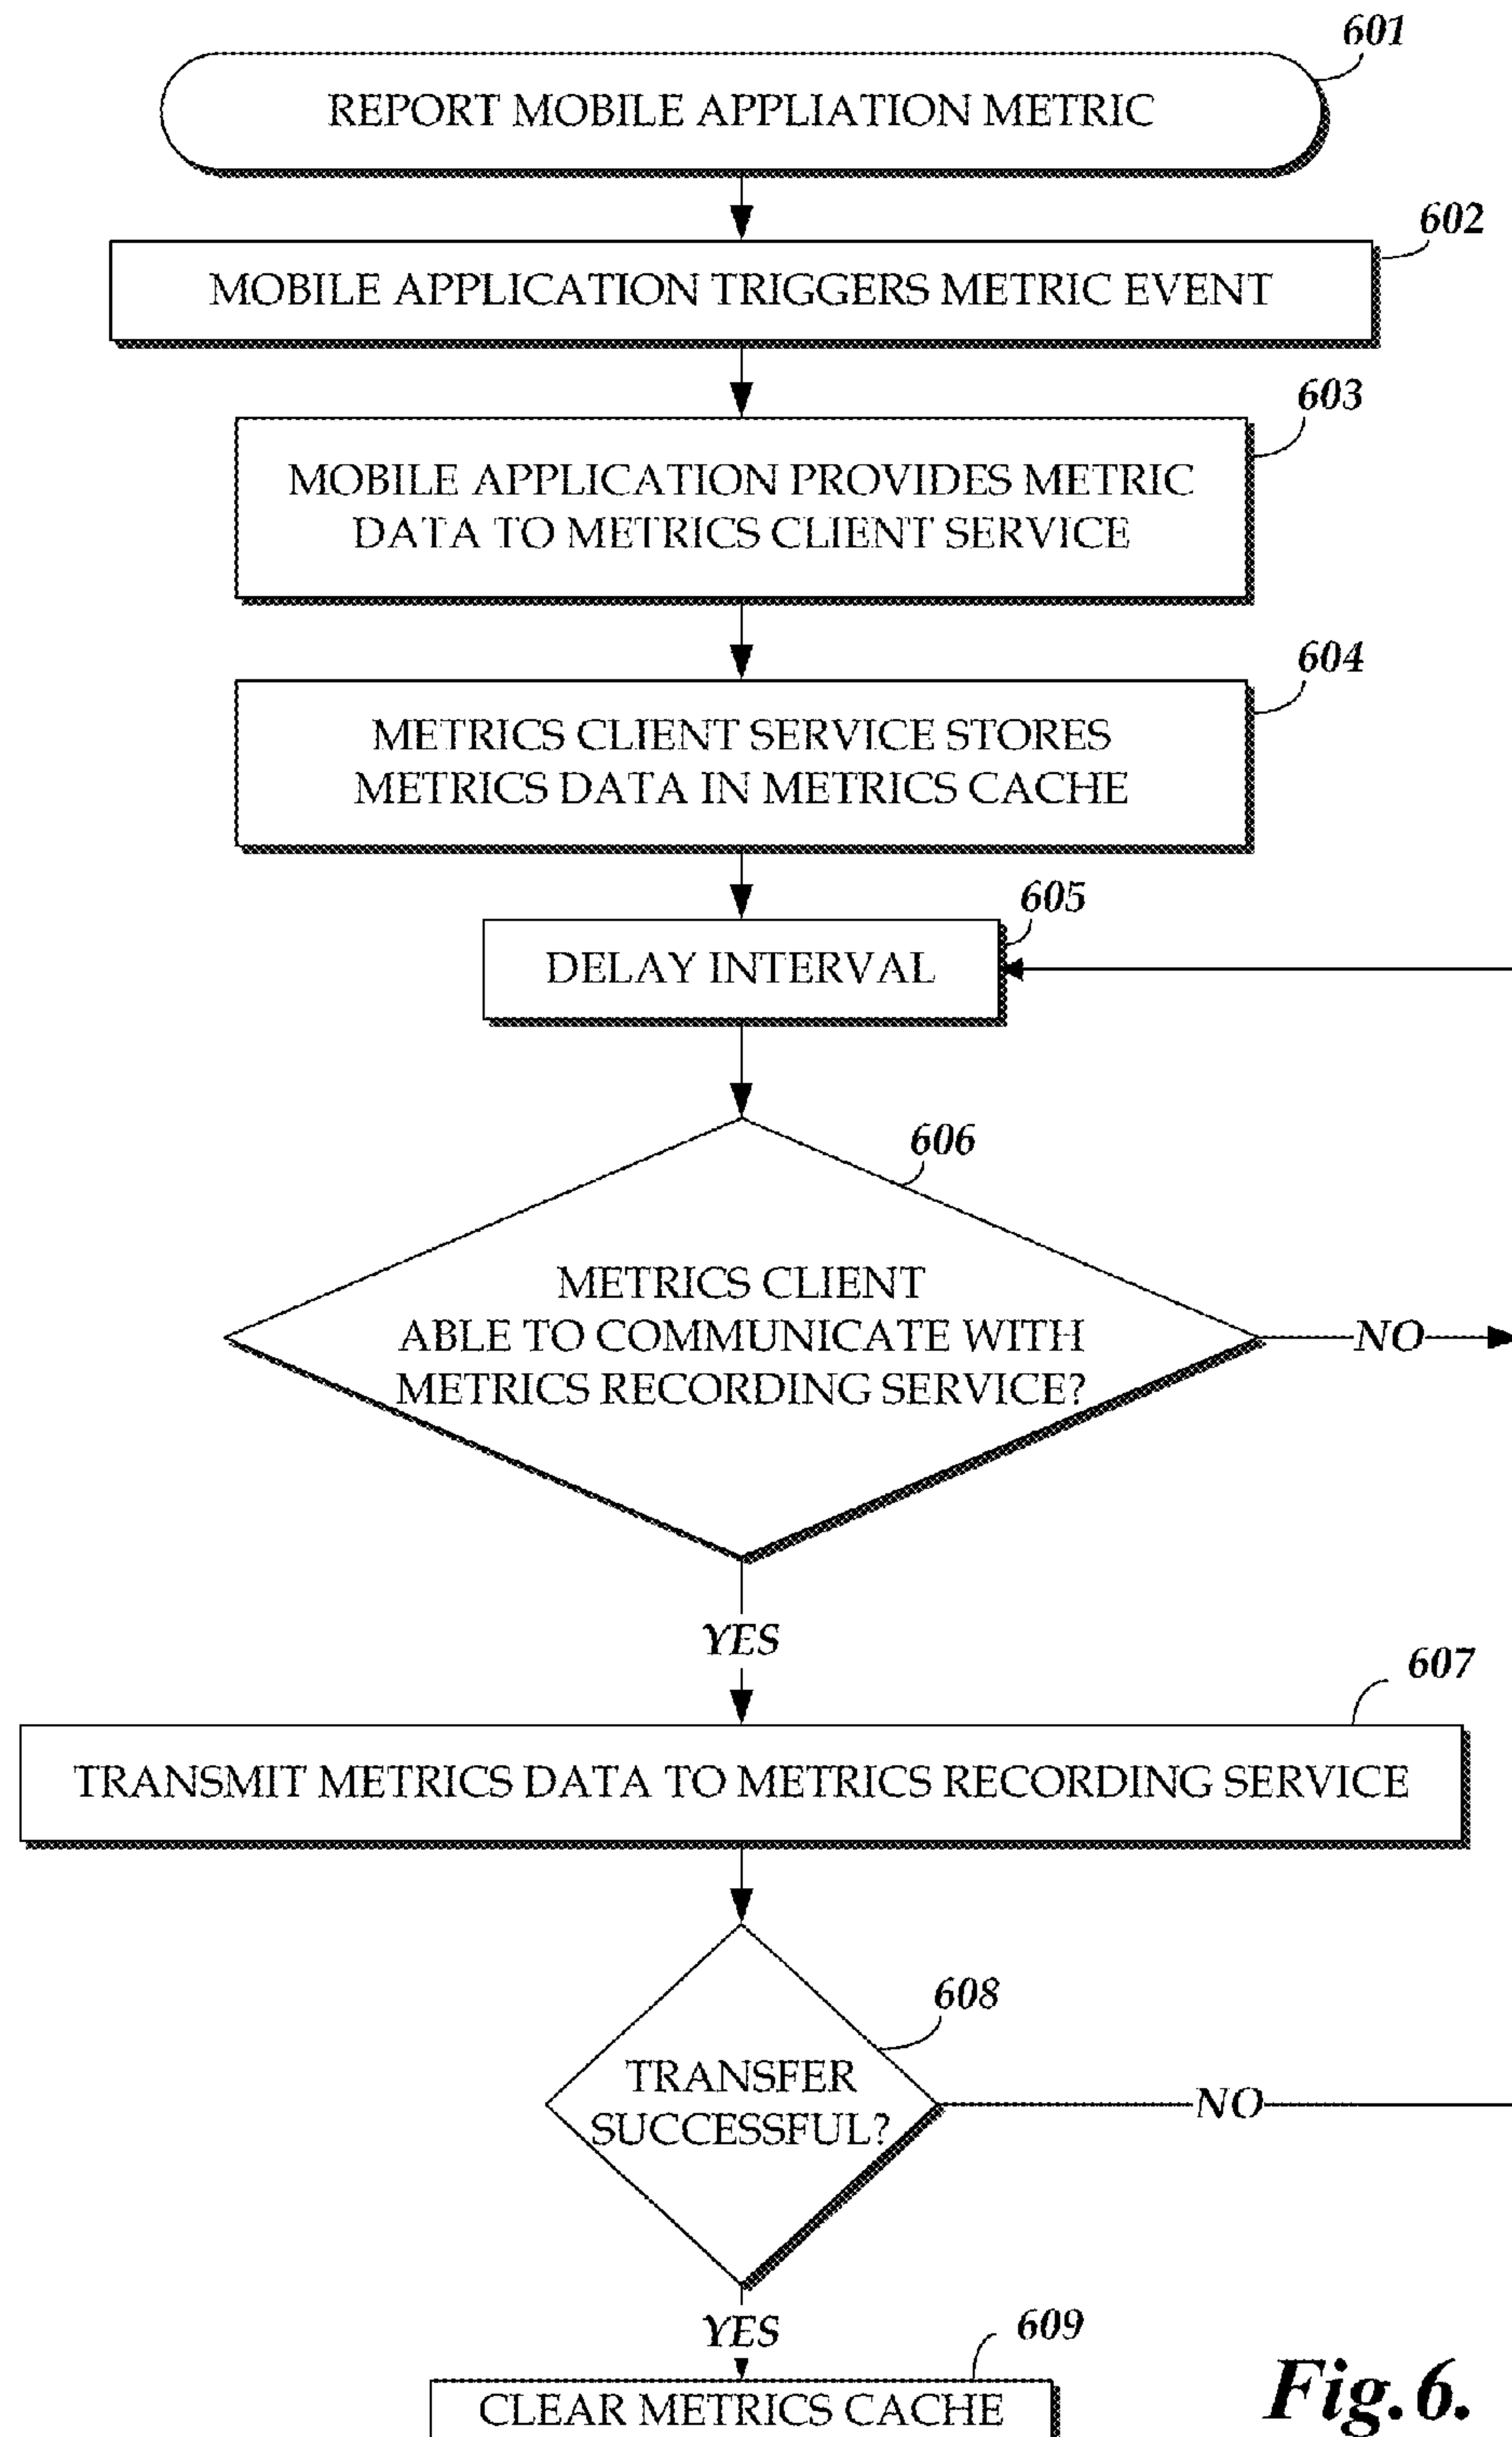 601
REPORT MOBILE APPLIATION METRIC
602
MOBILE APPLICATION TRIGGERS METRIC EVENT
603
MOBILE APPLICATION PROVIDES METRIC
DATA TO METRICS CLIENT SERVICE
604
METRICS CLIENT SERVICE STORES
METRICS DATA IN METRICS CACHE
605
DELAY INTERVAL
606
METRICS CLIENT
ABLE TO COMMUNICATE WITH
METRICS RECORDING SERVICE?
NO
YES
607
TRANSMIT METRICS DATA TO METRICS RECORDING SERVICE
608
TRANSFER
SUCCESSFUL?
NO
YES
609
CLEAR METRICS CACHE
Fig. 6.